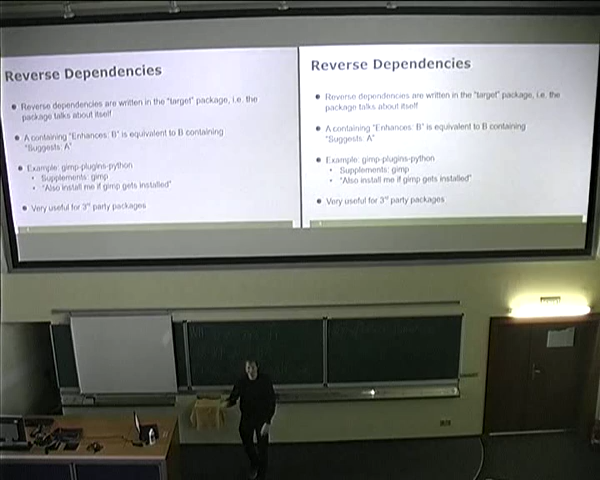 Reverse Dependencies
● Reverse dependencies are written in the "target" package, i.e. the
package talks about itself
● A containing "Enhances: B" is equivalent to B containing
"Suggests: A"
● Example: gimp-plugins-python
• Supplements: gimp
• "Also install me if gimp gets installed"
● Very useful for 3rd party packages
Reverse Dependencies
● Reverse dependencies are written in the "target" package, i.e. the
package talks about itself
● A containing "Enhances: B" is equivalent to B containing
"Suggests: A"
● Example: gimp-plugins-python
• Supplements: gimp
• "Also install me if gimp gets installed"
● Very useful for 3rd party packages